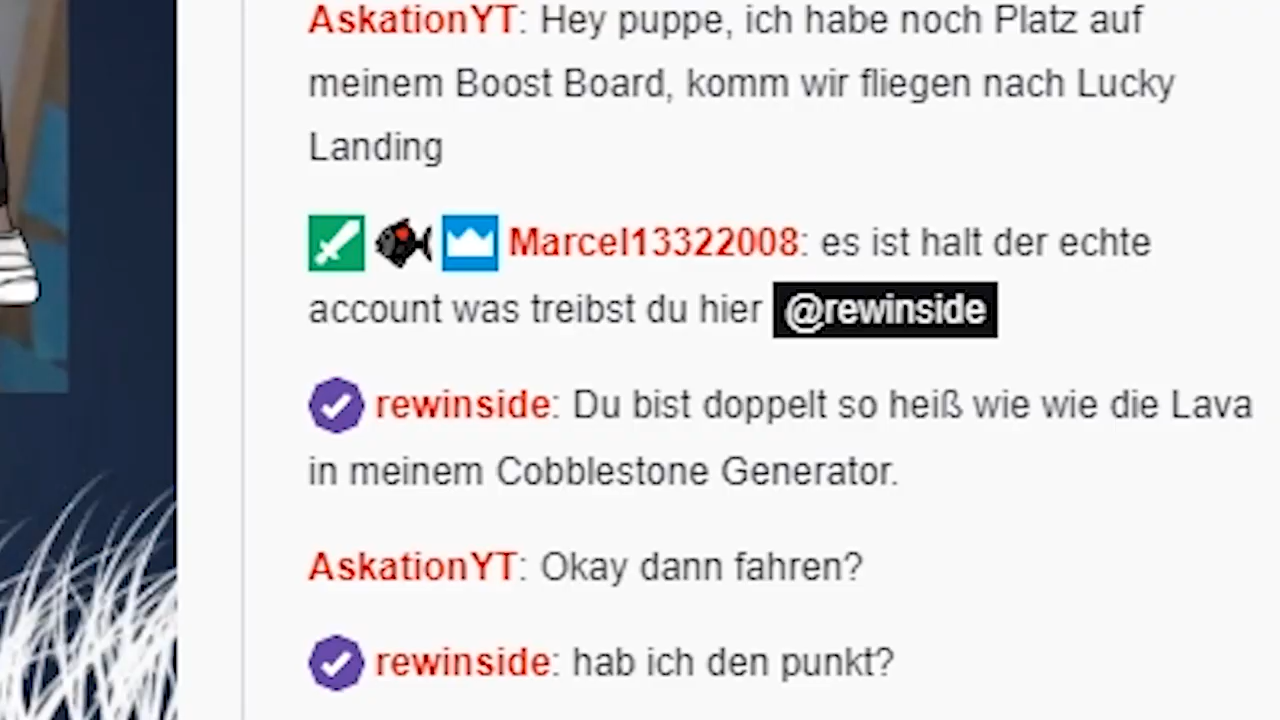 AskationYT: Hey puppe, ich habe noch Platz auf
meinem Boost Board, komm wir fliegen nach Lucky
Landing
Marcel13322008: es ist halt der echte
account was treibst du hier @rewinside
rewinside: Du bist doppelt so heiß wie wie die Lava
in meinem Cobblestone Generator.
AskationYT: Okay dann fahren?
rewinside: hab ich den punkt?